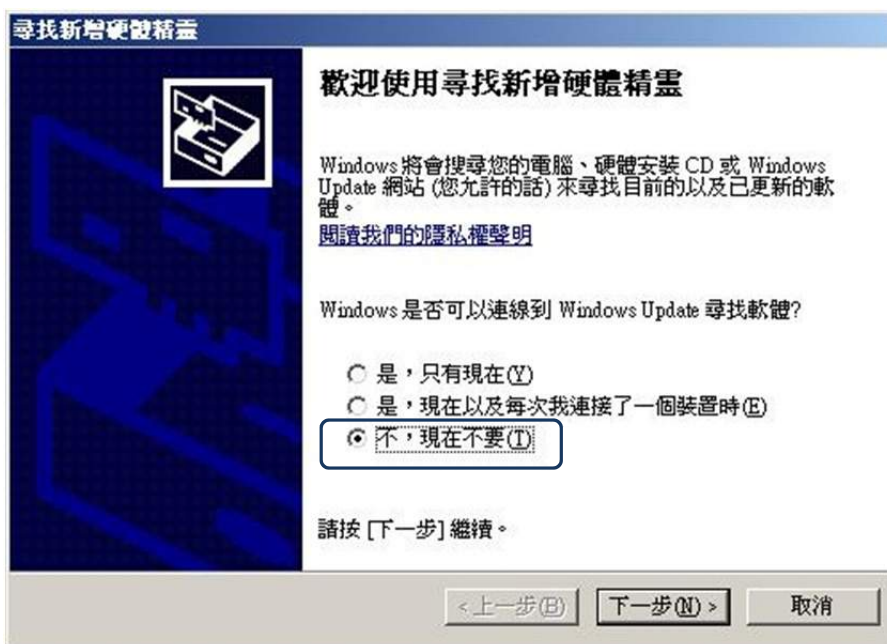 尋找新增硬體精靈
歡迎使用尋找新增硬體精靈
Windows 將會搜尋您的電腦、硬體安裝 CD 或 Windows
Update 網站 (您允許的話) 來尋找目前的以及已更新的軟
體。
閱讀我們的隱私權聲明
Windows 是否可以連線到 Windows Update 尋找軟體?
是，只有現在(Y)
是，現在以及每次我連接了一個裝置時(E)
不，現在不要(T)
請按 [下一步] 繼續。
<上一步(B) 下一步(N) > 取消